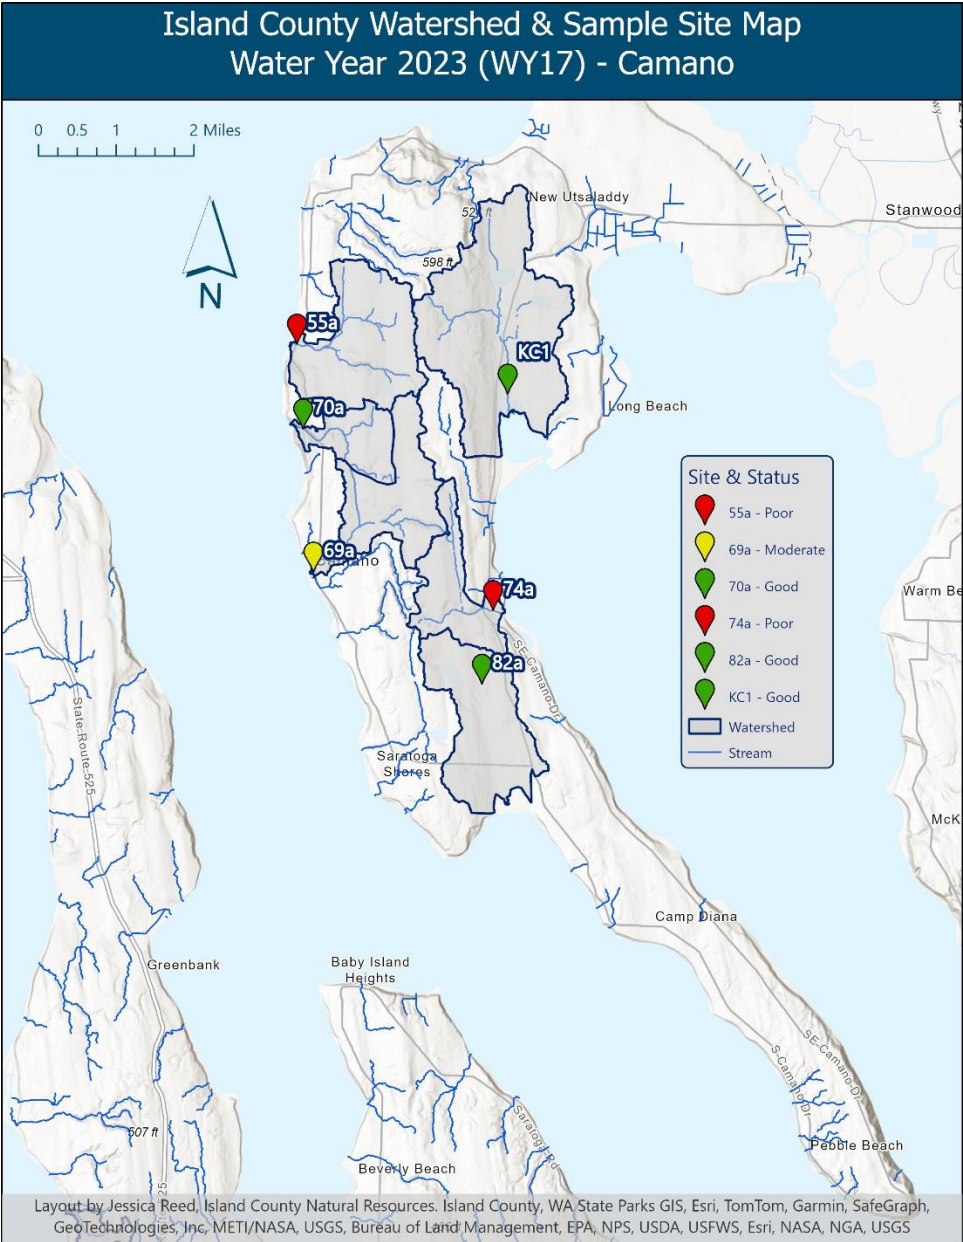 Island County Watershed & Sample Site Map
Water Year 2023 (WY17) - Camano
0 0.5 1 2 Miles
N
New Utsaladdy
Stanwood
598 ft
55a
KC1
70a
Long Beach
Site & Status
55a - Poor
69a - Moderate
70a - Good
74a - Poor
82a - Good
KC1 - Good
Watershed
Stream
69a
Camano
74a
Warm Be
82a
SE-Camano-Dr
State-Route-525
Saratoga
Shores
McK
Camp Diana
Greenbank
Baby Island
Heights
SE-Camano-Dr
S-Camano-Dr
507 ft
Saratoga Rd
Pebble Beach
Beverly Beach
25
Layout by Jessica Reed, Island County Natural Resources. Island County, WA State Parks GIS, Esri, TomTom, Garmin, SafeGraph,
GeoTechnologies, Inc, METI/NASA, USGS, Bureau of Land Management, EPA, NPS, USDA, USFWS, Esri, NASA, NGA, USGS